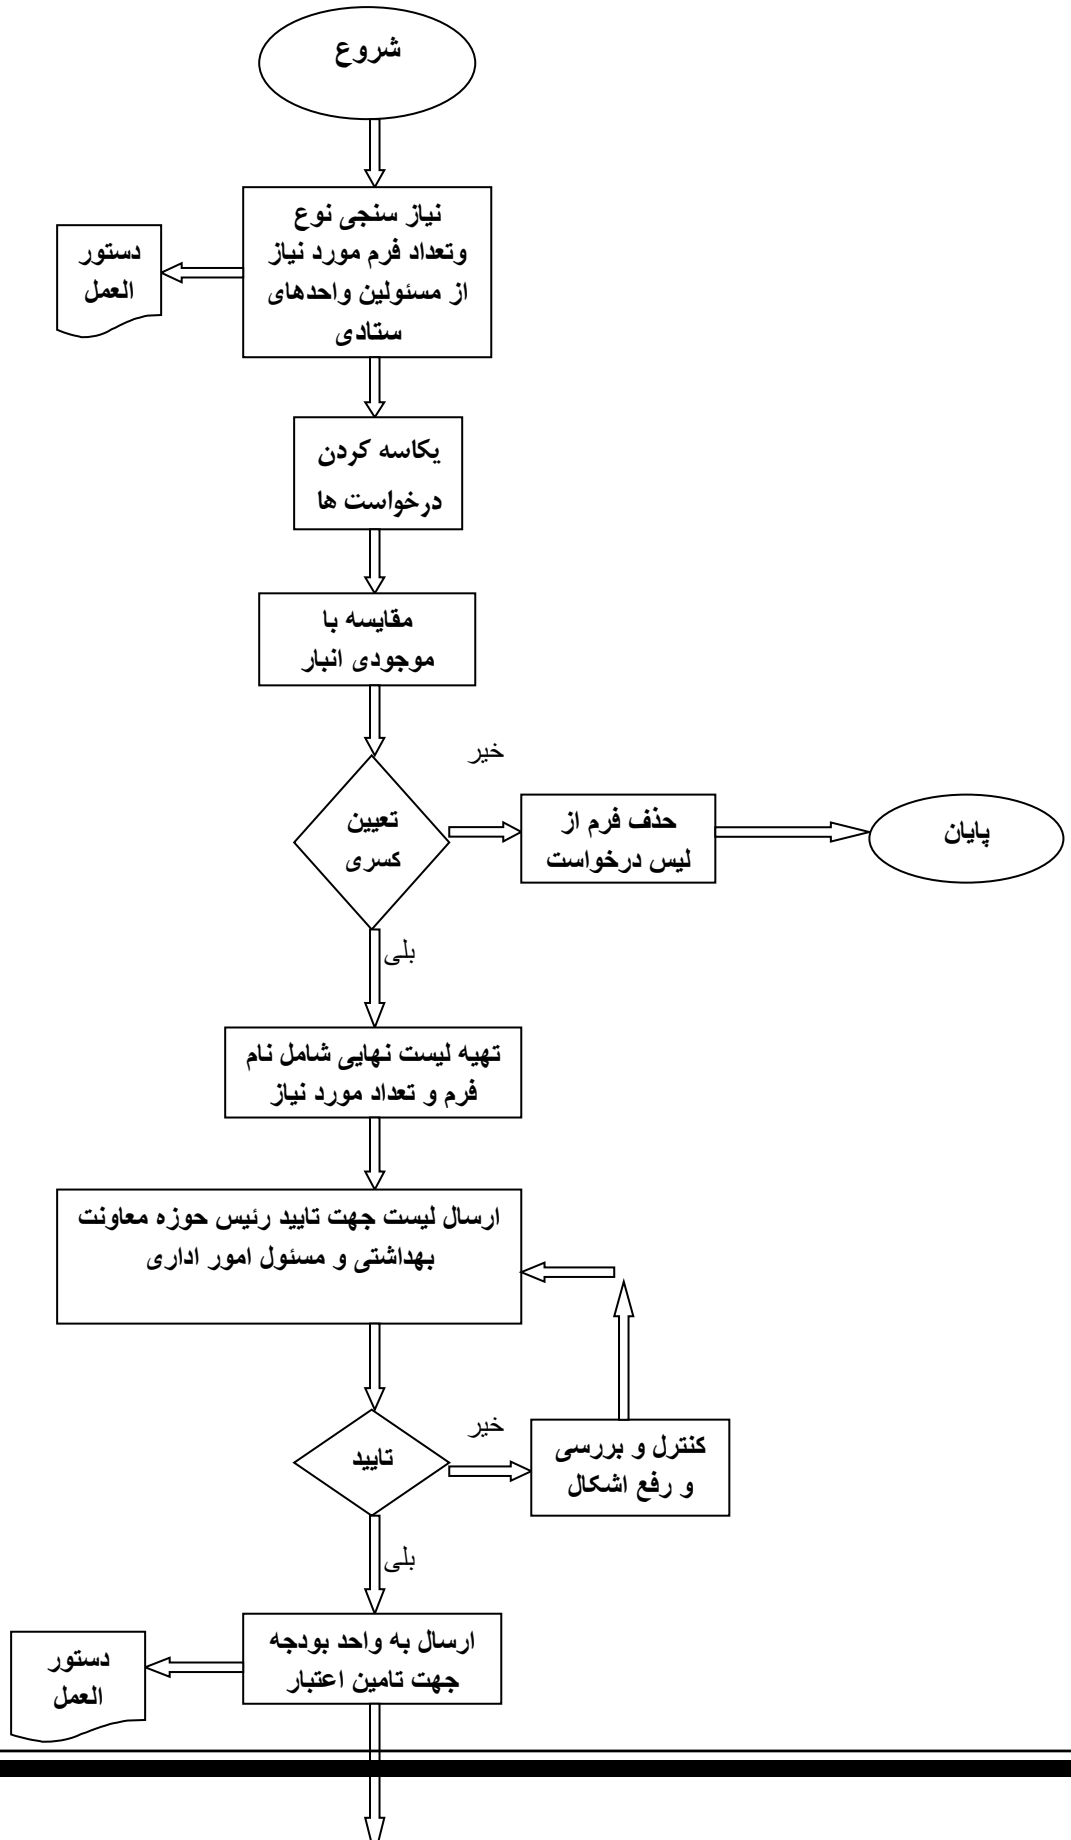 شروع
نیاز سنجی نوع
وتعداد فرم مورد نیاز
از مسئولین واحدهای
ستادی
دستور
العمل
یکاسه کردن
درخواست ها
مقایسه با
موجودی انبار
تعیین
کسری
خیر
حذف فرم از
لیس درخواست
پایان
بلی
تهیه لیست نهایی شامل نام
فرم و تعداد مورد نیاز
ارسال لیست جهت تایید رئیس حوزه معاونت
بهداشتی و مسئول امور اداری
تایید
خیر
کنترل و بررسی
و رفع اشکال
بلی
ارسال به واحد بودجه
جهت تامین اعتبار
دستور
العمل